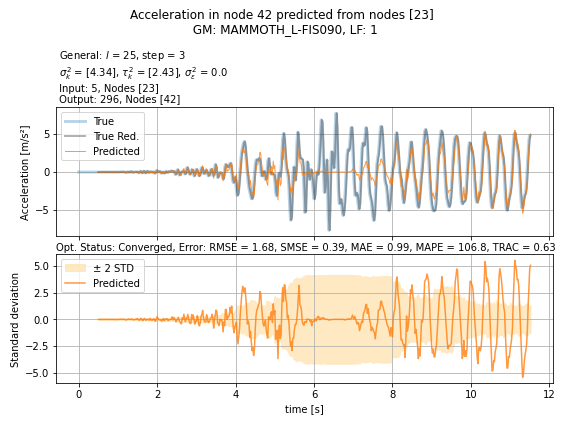 Acceleration in node 42 predicted from nodes [23]
GM: MAMMOTH_L-FIS090, LF: 1
General: l = 25, step = 3
σ²ₖ = [4.34], τ²ₖ = [2.43], σ²ₑ = 0.0
Input: 5, Nodes [23]
Output: 296, Nodes [42]
True
True Red.
Predicted
Acceleration [m/s²]
5
0
−5
Opt. Status: Converged, Error: RMSE = 1.68, SMSE = 0.39, MAE = 0.99, MAPE = 106.8, TRAC = 0.63
± 2 STD
Predicted
Standard deviation
5.0
2.5
0.0
−2.5
−5.0
0 2 4 6 8 10 12
time [s]